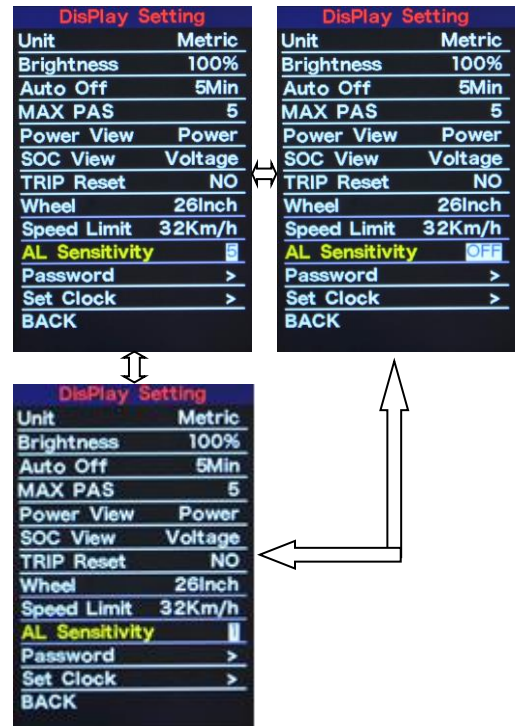 DisPlay Setting
Unit Metric
Brightness 100%
Auto Off 5Min
MAX PAS 5
Power View Power
SOC View Voltage
TRIP Reset NO
Wheel 26Inch
Speed Limit 32Km/h
AL Sensitivity 5
Password >
Set Clock >
BACK
DisPlay Setting
Unit Metric
Brightness 100%
Auto Off 5Min
MAX PAS 5
Power View Power
SOC View Voltage
TRIP Reset NO
Wheel 26Inch
Speed Limit 32Km/h
AL Sensitivity OFF
Password >
Set Clock >
BACK
DisPlay Setting
Unit Metric
Brightness 100%
Auto Off 5Min
MAX PAS 5
Power View Power
SOC View Voltage
TRIP Reset NO
Wheel 26Inch
Speed Limit 32Km/h
AL Sensitivity 1
Password >
Set Clock >
BACK